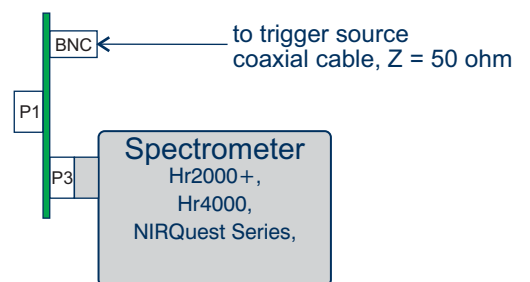 BNC
to trigger source
coaxial cable, Z = 50 ohm
P1
P3
Spectrometer
Hr2000+,
Hr4000,
NIRQuest Series,